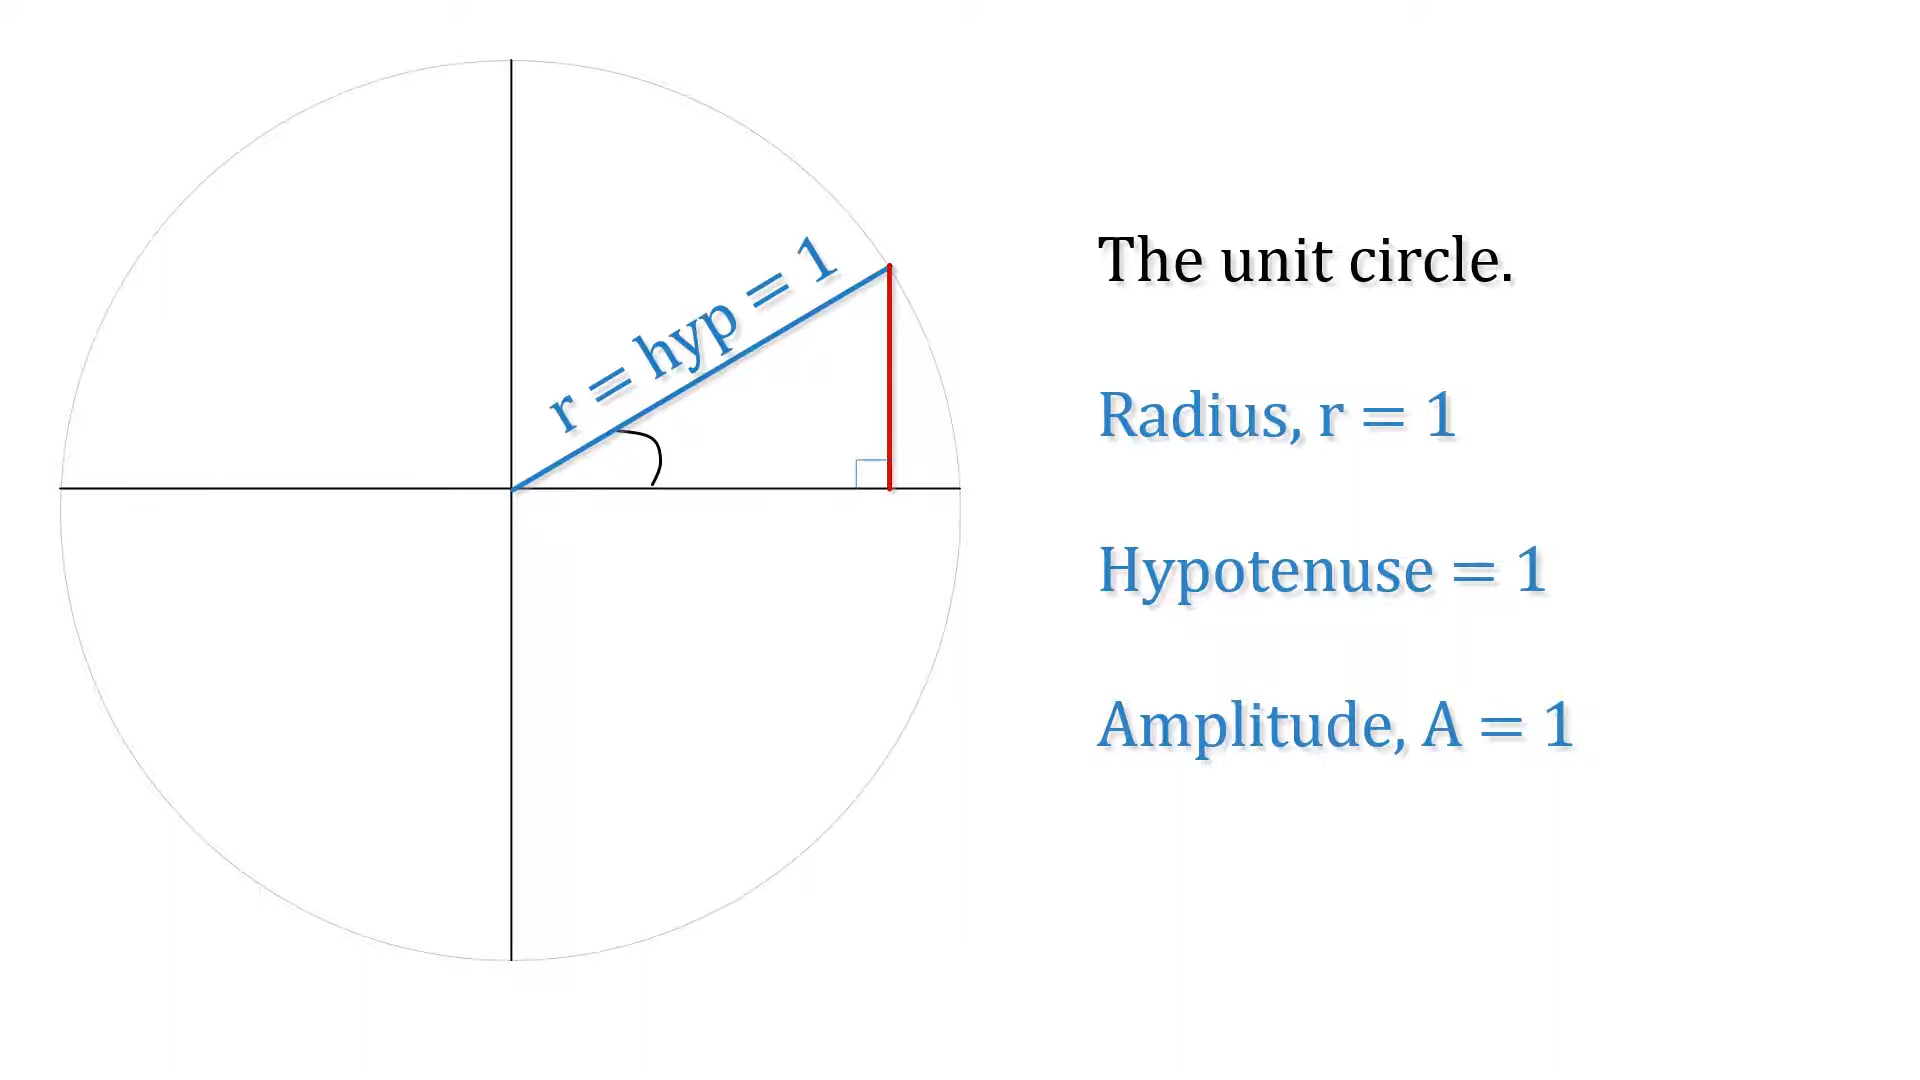 r = hyp = 1
The unit circle.
Radius, r = 1
Hypotenuse = 1
Amplitude, A = 1